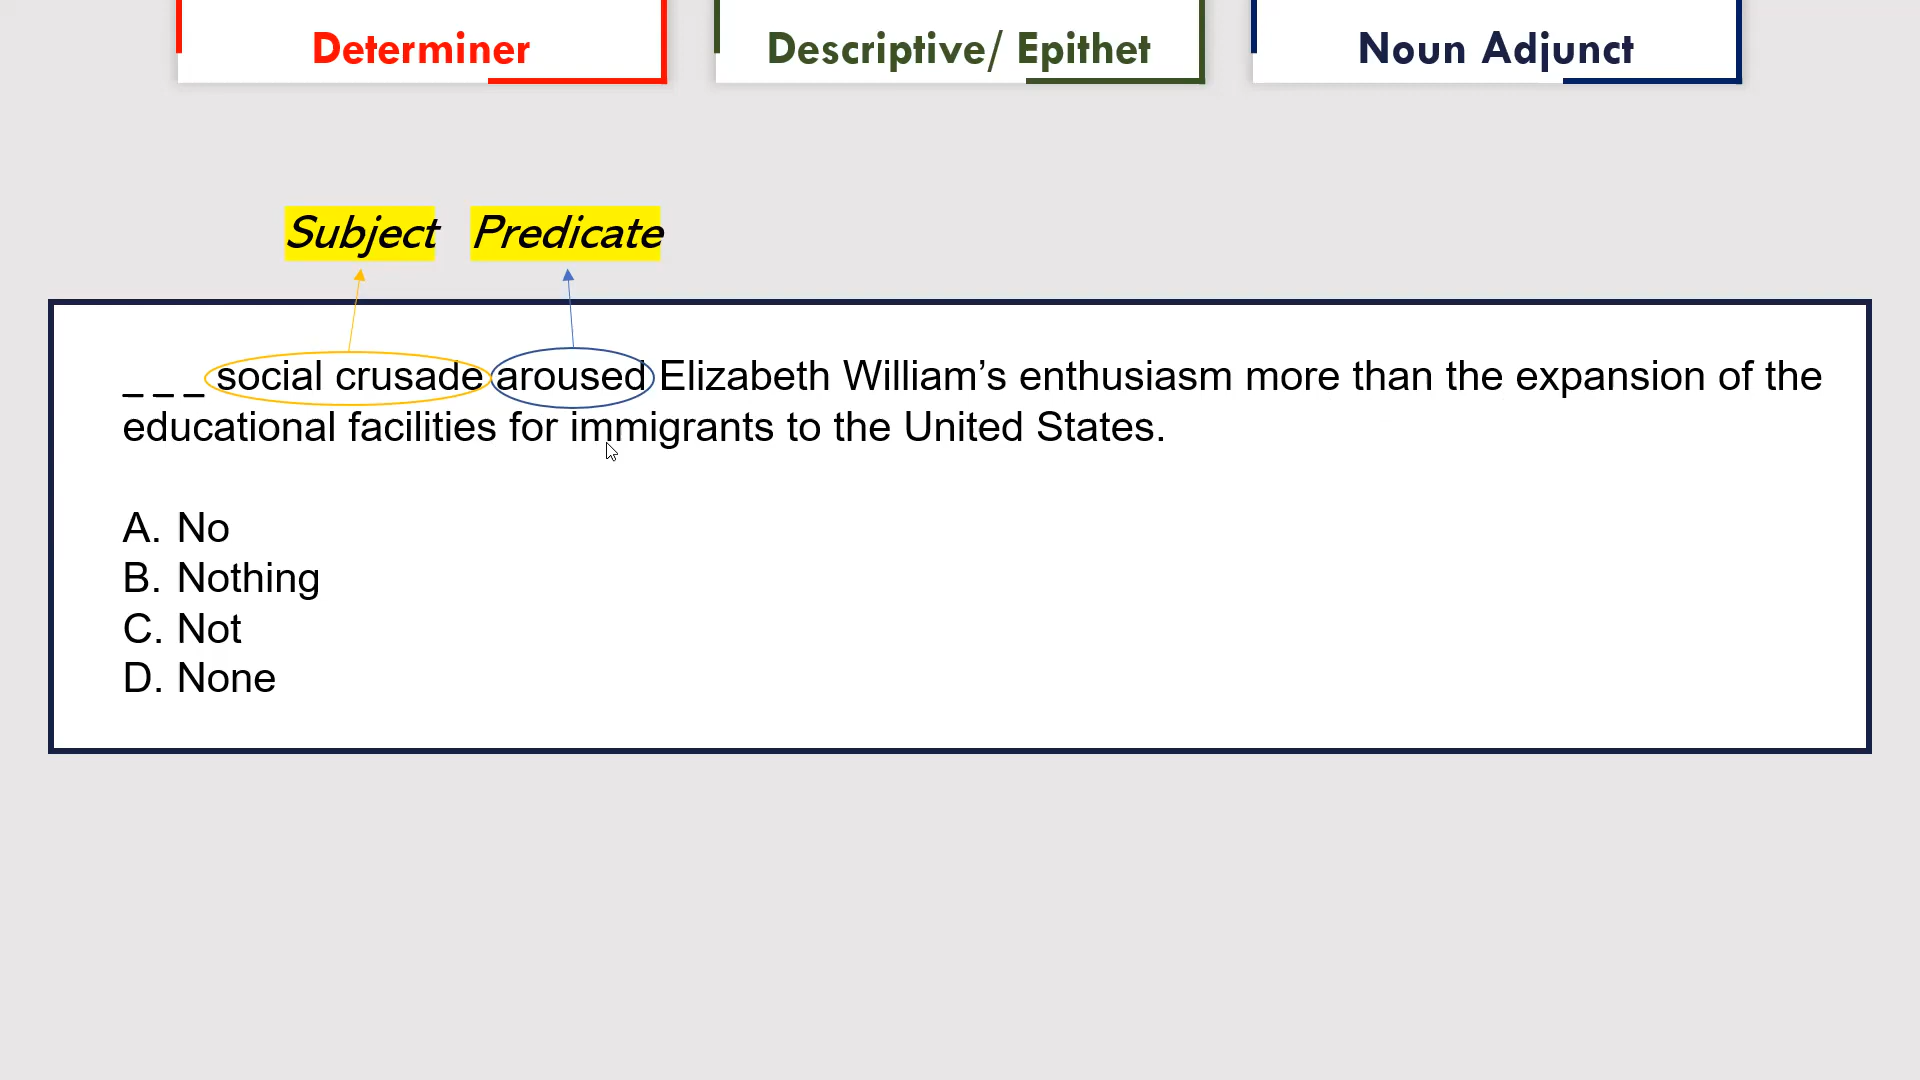 Determiner
Descriptive/ Epithet
Noun Adjunct
Subject
Predicate
_ _ _ social crusade aroused Elizabeth William’s enthusiasm more than the expansion of the
educational facilities for immigrants to the United States.
A. No
B. Nothing
C. Not
D. None